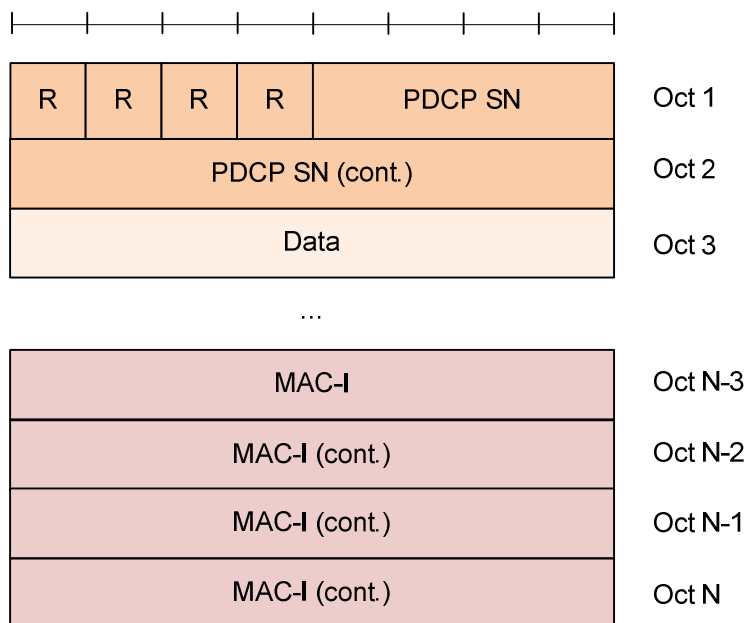 R R R R PDCP SN Oct 1
PDCP SN (cont.) Oct 2
Data Oct 3
...
MAC-I Oct N-3
MAC-I (cont.) Oct N-2
MAC-I (cont.) Oct N-1
MAC-I (cont.) Oct N